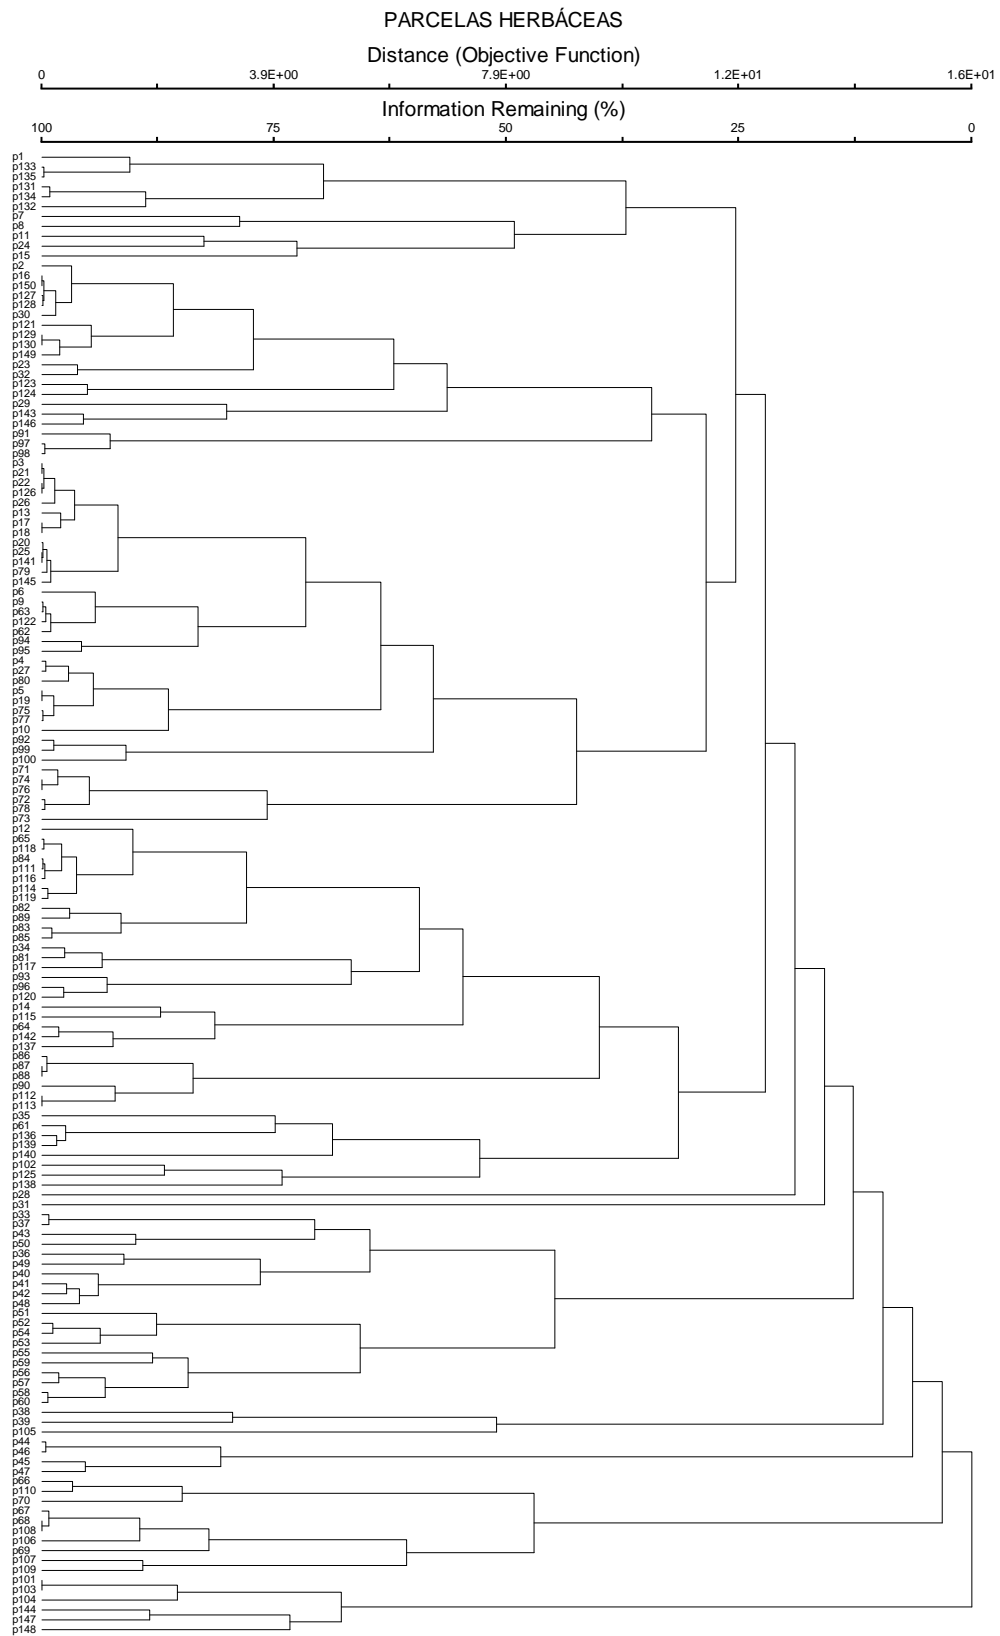 PARCELAS HERBÁCEAS
Distance (Objective Function)
0 3.9E+00 7.9E+00 1.2E+01 1.6E+01
Information Remaining (%)
100 75 50 25 0
p1
p133
p135
p131
p134
p132
p7
p8
p11
p24
p15
p2
p16
p150
p127
p128
p30
p121
p129
p130
p149
p23
p32
p123
p124
p29
p143
p146
p91
p97
p98
p3
p21
p22
p126
p26
p13
p17
p18
p20
p25
p141
p79
p145
p6
p9
p63
p122
p62
p94
p95
p4
p27
p80
p5
p19
p75
p77
p10
p92
p99
p100
p71
p74
p76
p72
p78
p73
p12
p65
p118
p84
p111
p116
p114
p119
p82
p89
p83
p85
p34
p81
p117
p93
p96
p120
p14
p115
p64
p142
p137
p86
p87
p88
p90
p112
p113
p35
p61
p136
p139
p140
p102
p125
p138
p28
p31
p33
p37
p43
p50
p36
p49
p40
p41
p42
p48
p51
p52
p54
p53
p55
p59
p56
p57
p58
p60
p38
p39
p105
p44
p46
p45
p47
p66
p110
p70
p67
p68
p108
p106
p69
p107
p109
p101
p103
p104
p144
p147
p148